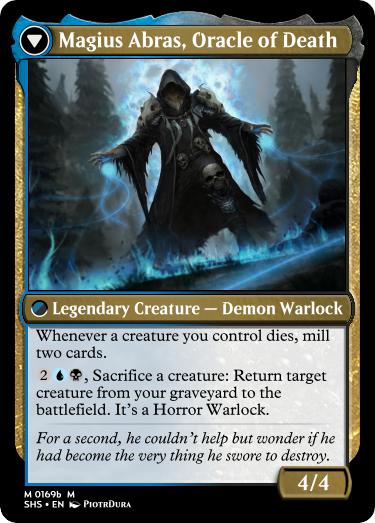 Magius Abras, Oracle of Death
Legendary Creature — Demon Warlock
Whenever a creature you control dies, mill
two cards.
2, Sacrifice a creature: Return target
creature from your graveyard to the
battlefield. It's a Horror Warlock.
For a second, he couldn't help but wonder if he
had become the very thing he swore to destroy.
4/4
M 0169b M
SHS • EN PiotrDura